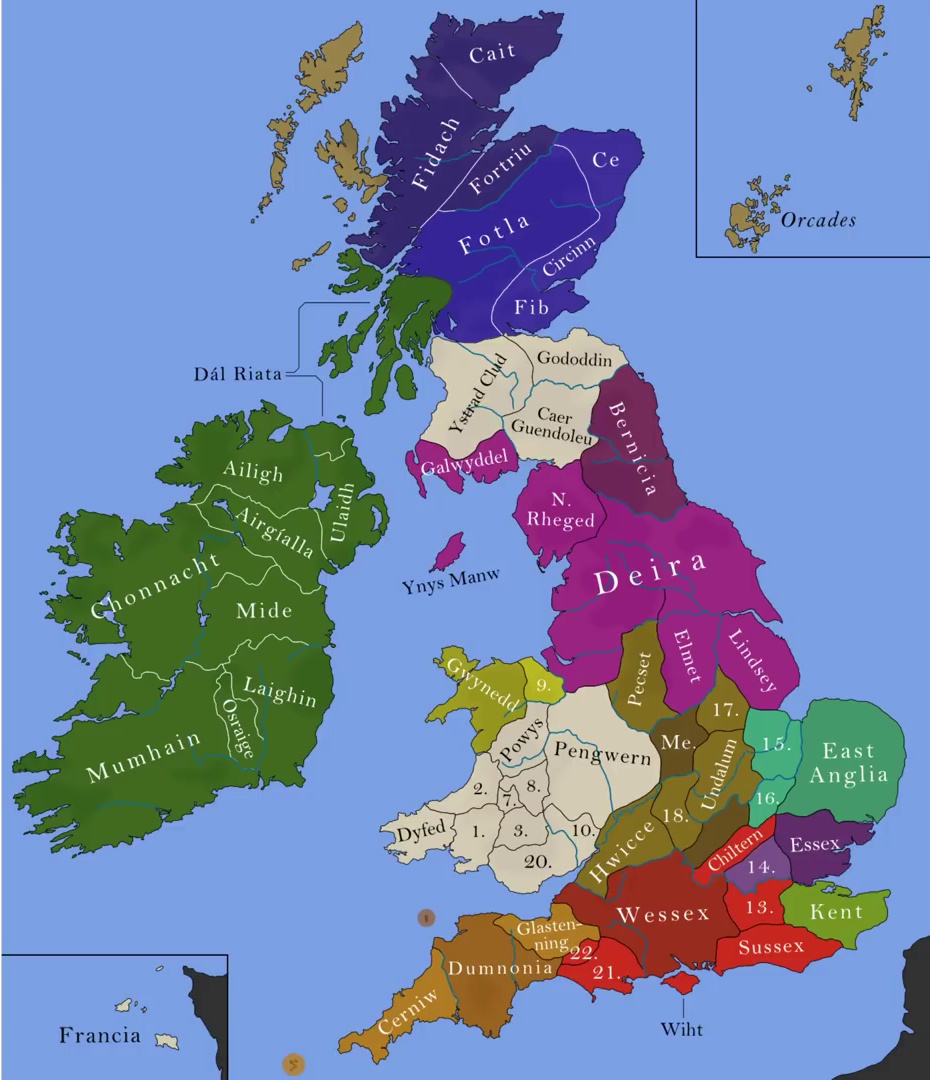 Cait
Fidach
Fortriu
Ce
Fotla
Circinn
Fib
Orcades
Dál Riata
Gododdin
Ystrad Clud
Caer
Guendoleu
Bernicia
Galwyddel
N.
Rheged
Ynys Manw
Deira
Elmet
Lindsey
Pecset
Ailigh
Airgíalla
Ulaidh
Chonnacht
Mide
Laighin
Osraige
Mumhain
Gwynedd
9.
Powys
Pengwern
Me.
17.
Undalum
15.
16.
East
Anglia
2.
7.
8.
Dyfed
1.
3.
10.
20.
18.
Hwicce
Chiltern
Essex
14.
Wessex
13.
Kent
Sussex
Glasten-
ning
22.
21.
Dumnonia
Cerniw
Wiht
Francia